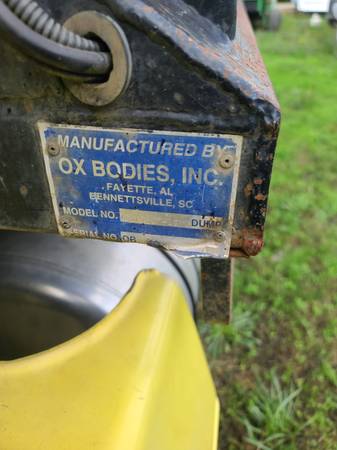 MANUFACTURED BY
OX BODIES, INC.
FAYETTE, AL
BENNETTSVILLE, SC
MODEL NO.
DUMP
SERIAL NO.